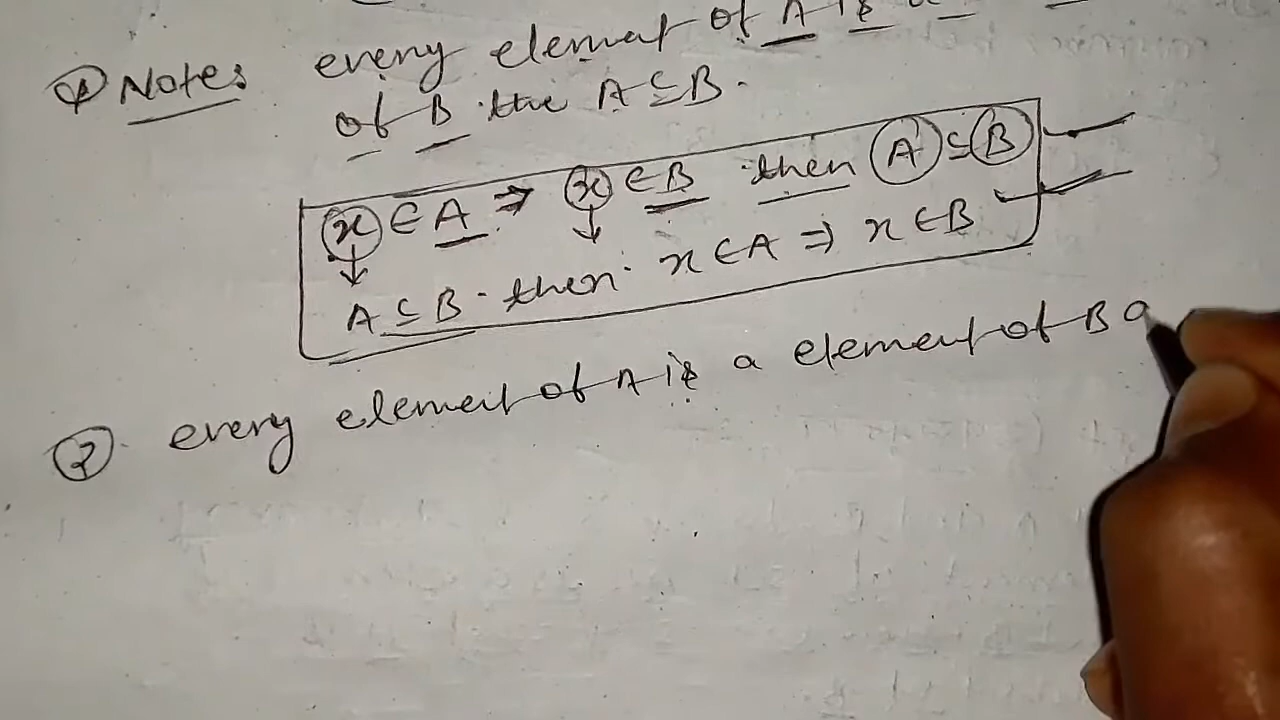 ① Notes every element of A is a
of B the A ⊆ B.
x ∈ A ⇒ x ∈ B then A ⊆ B
A ⊆ B then x ∈ A ⇒ x ∈ B
② every element of A is a element of B a